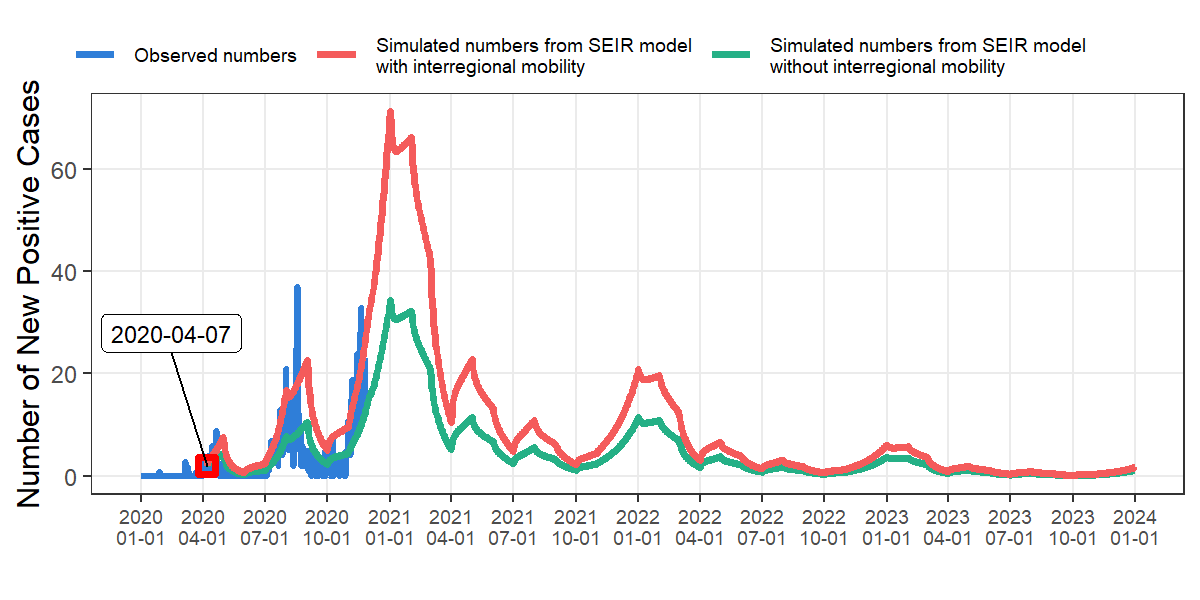 Observed numbers
Simulated numbers from SEIR model
with interregional mobility
Simulated numbers from SEIR model
without interregional mobility
Number of New Positive Cases
60
40
20
0
2020-04-07
2020 2020 2020 2020 2021 2021 2021 2021 2022 2022 2022 2022 2023 2023 2023 2023 2024
01-01 04-01 07-01 10-01 01-01 04-01 07-01 10-01 01-01 04-01 07-01 10-01 01-01 04-01 07-01 10-01 01-01